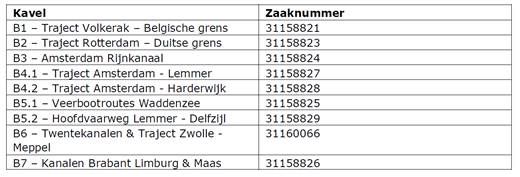 Kavel Zaaknummer
B1 – Traject Volkerak – Belgische grens 31158821
B2 – Traject Rotterdam – Duitse grens 31158823
B3 – Amsterdam Rijnkanaal 31158824
B4.1 – Traject Amsterdam - Lemmer 31158827
B4.2 – Traject Amsterdam - Harderwijk 31158828
B5.1 – Veerbootroutes Waddenzee 31158825
B5.2 – Hoofdvaarweg Lemmer - Delfzijl 31158829
B6 – Twentekanalen & Traject Zwolle - 31160066
Meppel
B7 – Kanalen Brabant Limburg & Maas 31158826